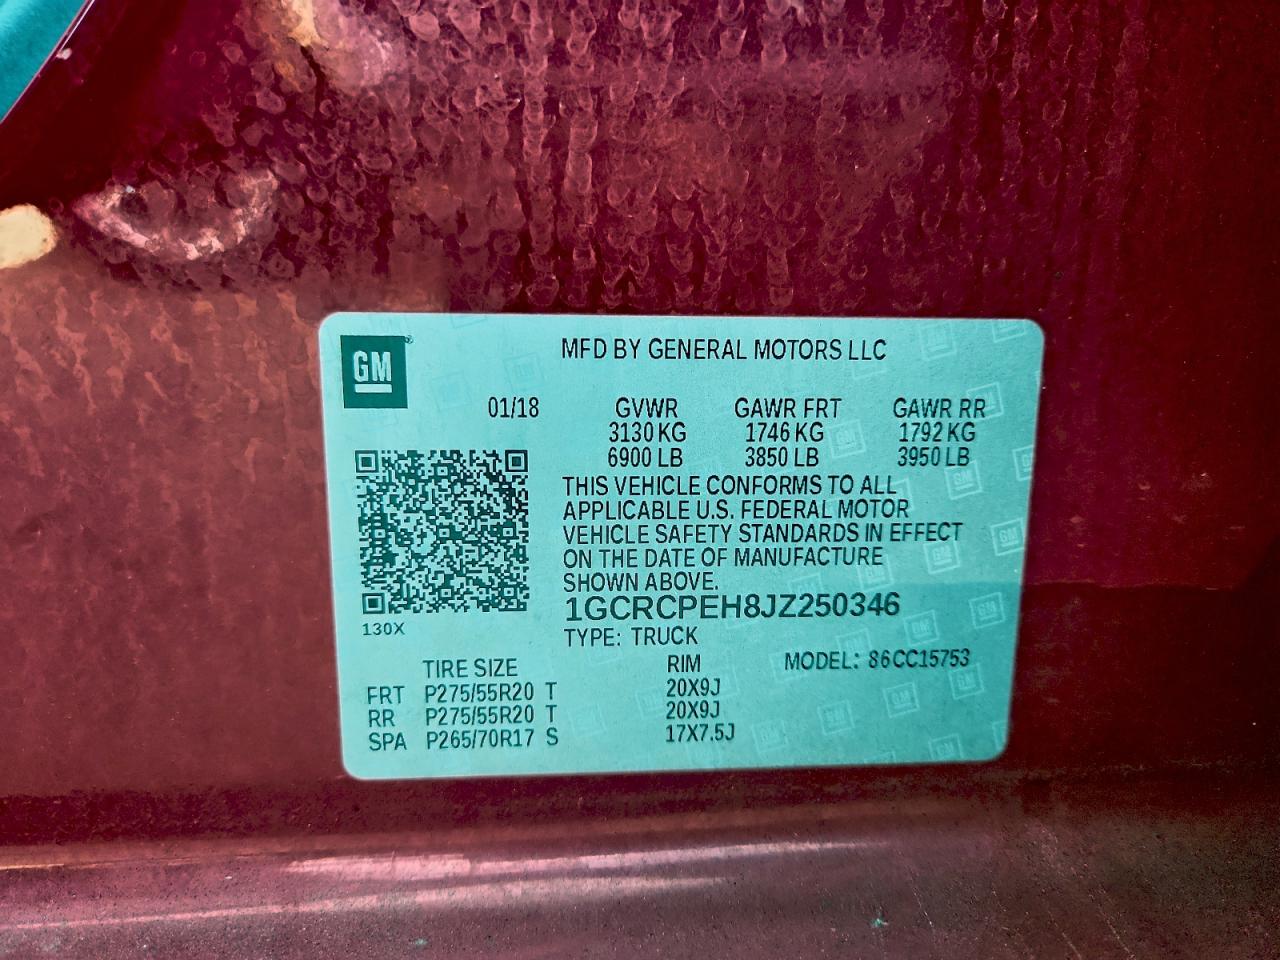 GM
MFD BY GENERAL MOTORS LLC
01/18 GVWR GAWR FRT GAWR RR
3130 KG 1746 KG 1792 KG
6900 LB 3850 LB 3950 LB
THIS VEHICLE CONFORMS TO ALL
APPLICABLE U.S. FEDERAL MOTOR
VEHICLE SAFETY STANDARDS IN EFFECT
ON THE DATE OF MANUFACTURE
SHOWN ABOVE.
1GCRCPEH8JZ250346
130X
TYPE: TRUCK
TIRE SIZE RIM MODEL: 86CC15753
FRT P275/55R20 T 20X9J
RR P275/55R20 T 20X9J
SPA P265/70R17 S 17X7.5J